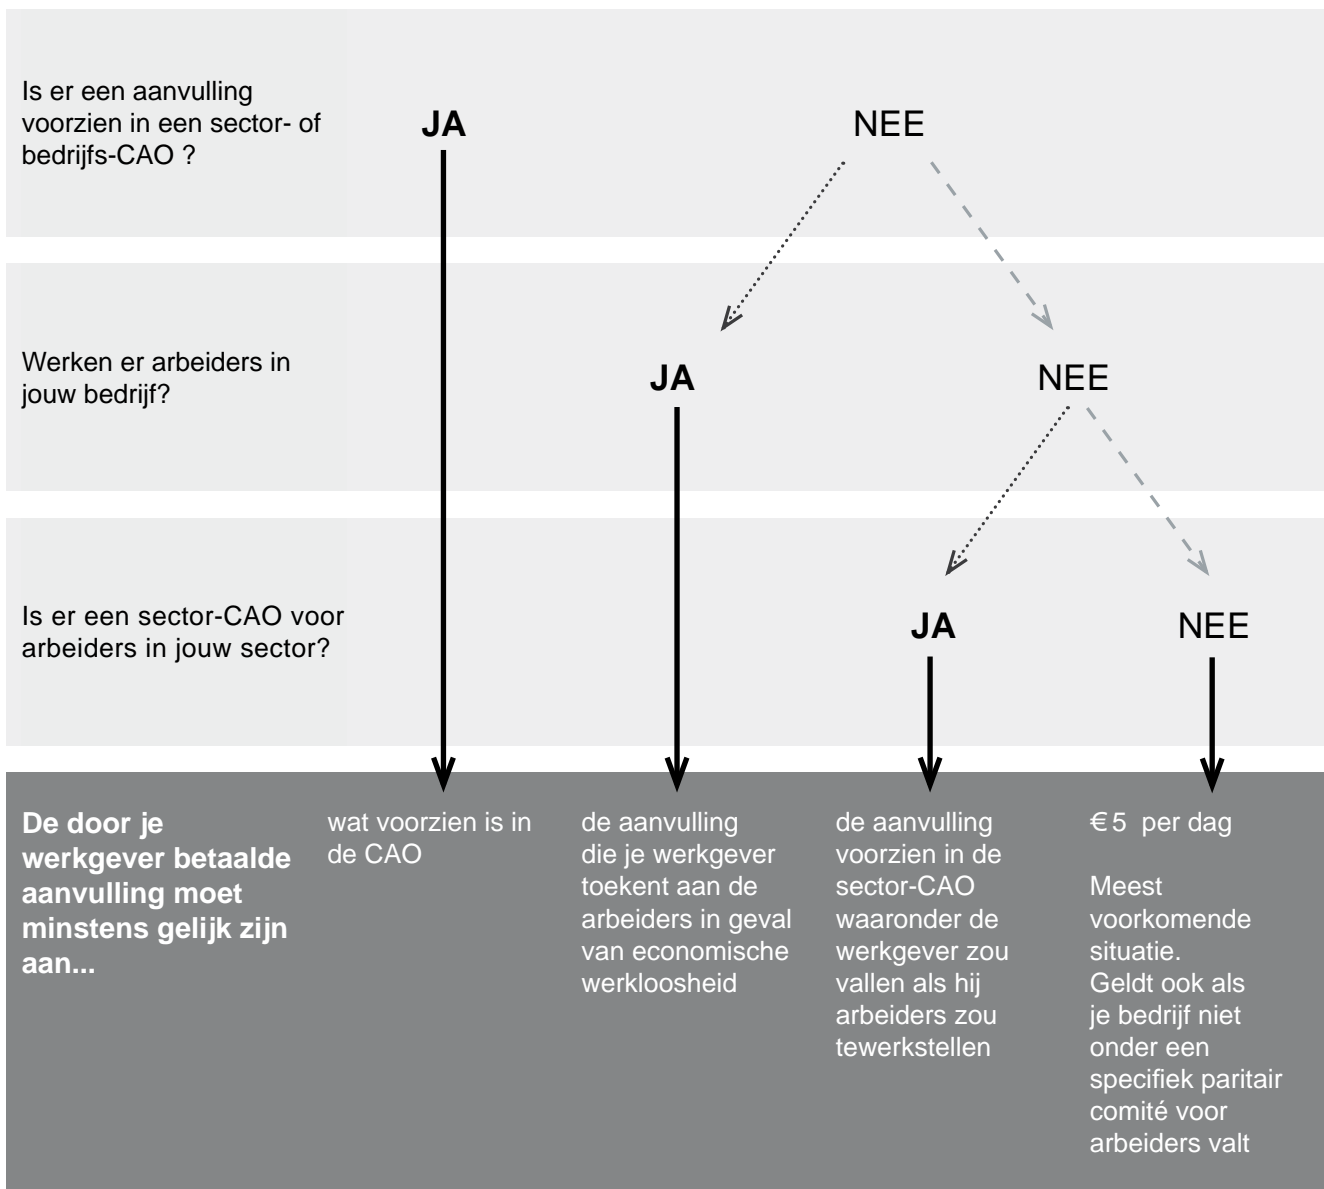 Is er een aanvulling
voorzien in een sector- of
bedrijfs-CAO ?
JA
NEE
Werken er arbeiders in
jouw bedrijf?
JA
NEE
Is er een sector-CAO voor
arbeiders in jouw sector?
JA
NEE
De door je
werkgever betaalde
aanvulling moet
minstens gelijk zijn
aan...
wat voorzien is in
de CAO
de aanvulling
die je werkgever
toekent aan de
arbeiders in geval
van economische
werkloosheid
de aanvulling
voorzien in de
sector-CAO
waaronder de
werkgever zou
vallen als hij
arbeiders zou
tewerkstellen
€5 per dag
Meest
voorkomende
situatie.
Geldt ook als
je bedrijf niet
onder een
specifiek paritair
comité voor
arbeiders valt